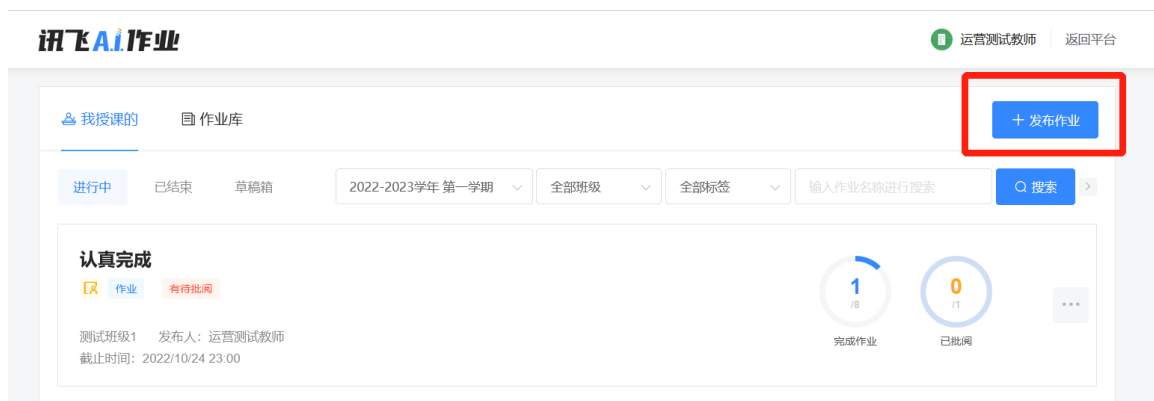 讯飞A.i.作业 运营测试教师 返回平台
我授课的 作业库 + 发布作业
进行中 已结束 草稿箱 2022-2023学年 第一学期 全部班级 全部标签 输入作业名称进行搜索 搜索
认真完成
作业 有待批阅
1 0
/8 /1
测试班级1 发布人：运营测试教师 完成作业 已批阅
截止时间：2022/10/24 23:00